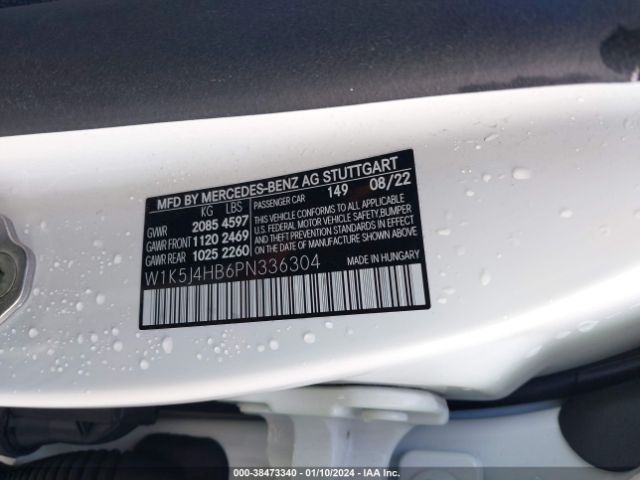 MFD BY MERCEDES-BENZ AG STUTTGART
KG LBS
GVWR 2085 4597
GAWR FRONT 1120 2469
GAWR REAR 1025 2260
PASSENGER CAR 149 08/22
THIS VEHICLE CONFORMS TO ALL APPLICABLE
U.S. FEDERAL MOTOR VEHICLE SAFETY,BUMPER
AND THEFT PREVENTION STANDARDS IN
EFFECT ON THE DATE OF
MANUFACTURE SHOWN ABOVE.
MADE IN HUNGARY
W1K5J4HB6PN336304
000-38473340 - 01/10/2024 - IAA Inc.